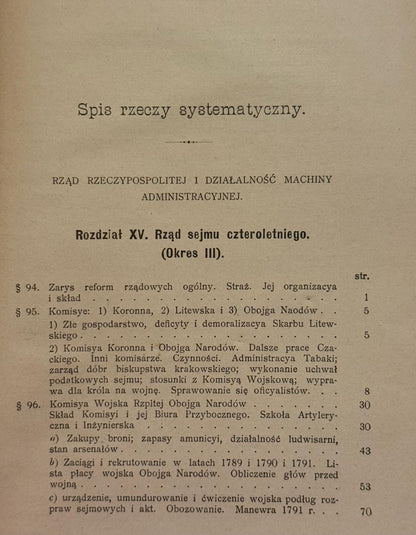 Spis rzeczy systematyczny.
RZĄD RZECZYPOSPOLITEJ I DZIAŁALNOŚĆ MACHINY
ADMINISTRACYJNEJ.
Rozdział XV. Rząd sejmu czteroletniego.
(Okres III).
str.
§ 94. Zarys reform rządowych ogólny. Straż. Jej organizacya
i skład . . . . . . . . . . . . . . . 1
§ 95. Komisye: 1) Koronna, 2) Litewska i 3) Obojga Naodów . . 5
1) Złe gospodarstwo, deficyty i demoralizacya Skarbu Litew-
skiego . . . . . . . . . . . . . . . 5
2) Komisya Koronna i Obojga Narodów. Dalsze prace Cza-
ckiego. Inni komisarze. Czynności. Administracya Tabaki;
zarząd dóbr biskupstwa krakowskiego; wykonanie uchwał
podatkowych sejmu; stosunki z Komisyą Wojskową; wypra-
wa dla króla na wojnę. Sprawowanie się oficyalistów. . . 8
§ 96. Komisya Wojska Rzpltej Obojga Narodów . . . . . . 30
Skład Komisyi i jej Biura Przybocznego. Szkoła Artylery-
czna i Inżynierska . . . . . . . . . . . . 30
a) Zakupy broni; zapasy amunicyi, działalność ludwisarni,
stan arsenałów . . . . . . . . . . . . . 43
b) Zaciągi i rekrutowanie w latach 1789 i 1790 i 1791. Li-
sta płacy wojska Obojga Narodów. Obliczenie głów przed
wojną . . . . . . . . . . . . . . . 53
c) urządzenie, umundurowanie i ćwiczenie wojska podług roz-
praw sejmowych i akt. Obozowanie. Manewra 1791 r. . . 70